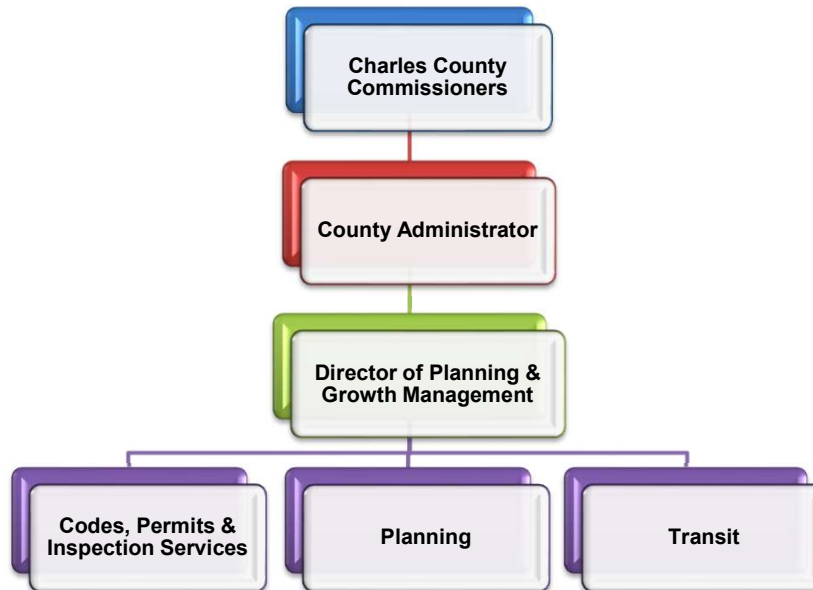 Charles County
Commissioners
County Administrator
Director of Planning &
Growth Management
Codes, Permits &
Inspection Services
Planning
Transit